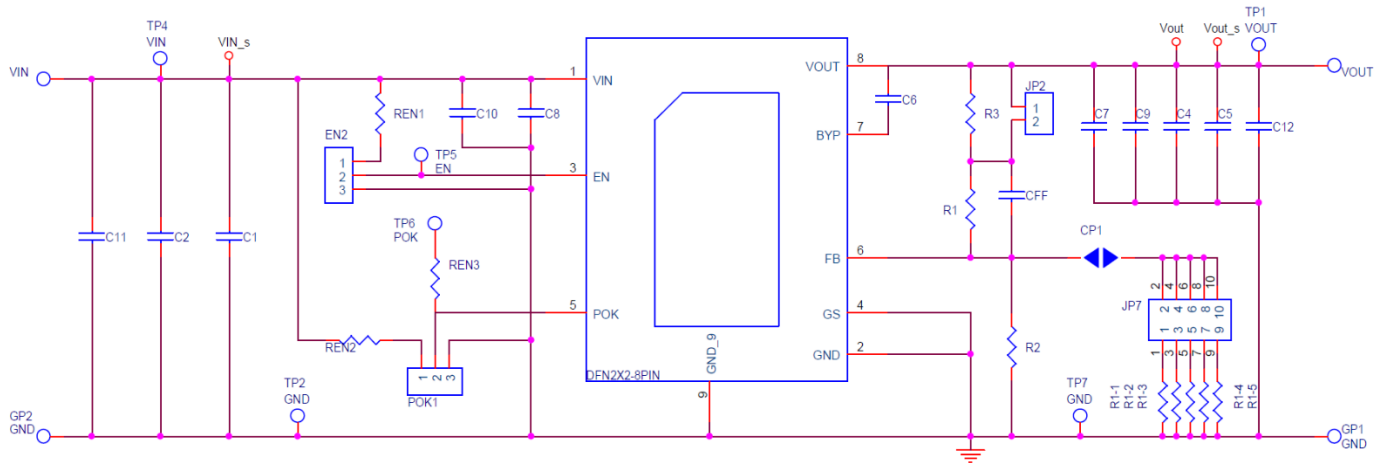 TP4
VIN
VIN_s
VIN
Vout
Vout_s
TP1
VOUT
VOUT
1
VIN
VOUT
8
REN1
C10
C8
C6
R3
JP2
1
2
C7
C9
C4
C5
C12
BYP
7
EN2
1
2
3
TP5
EN
3
EN
R1
CFF
TP6
POK
C11
C2
C1
REN3
CP1
FB
6
5
POK
GS
4
2
4
6
8
10
2
4
6
8
10
JP7
1
3
5
7
9
1
3
5
7
9
REN2
1
2
3
POK1
GND
2
R2
GND_9
DFN2X2-8PIN
9
R1-1
R1-2
R1-3
R1-4
R1-5
TP2
GND
TP7
GND
GP2
GND
GP1
GND